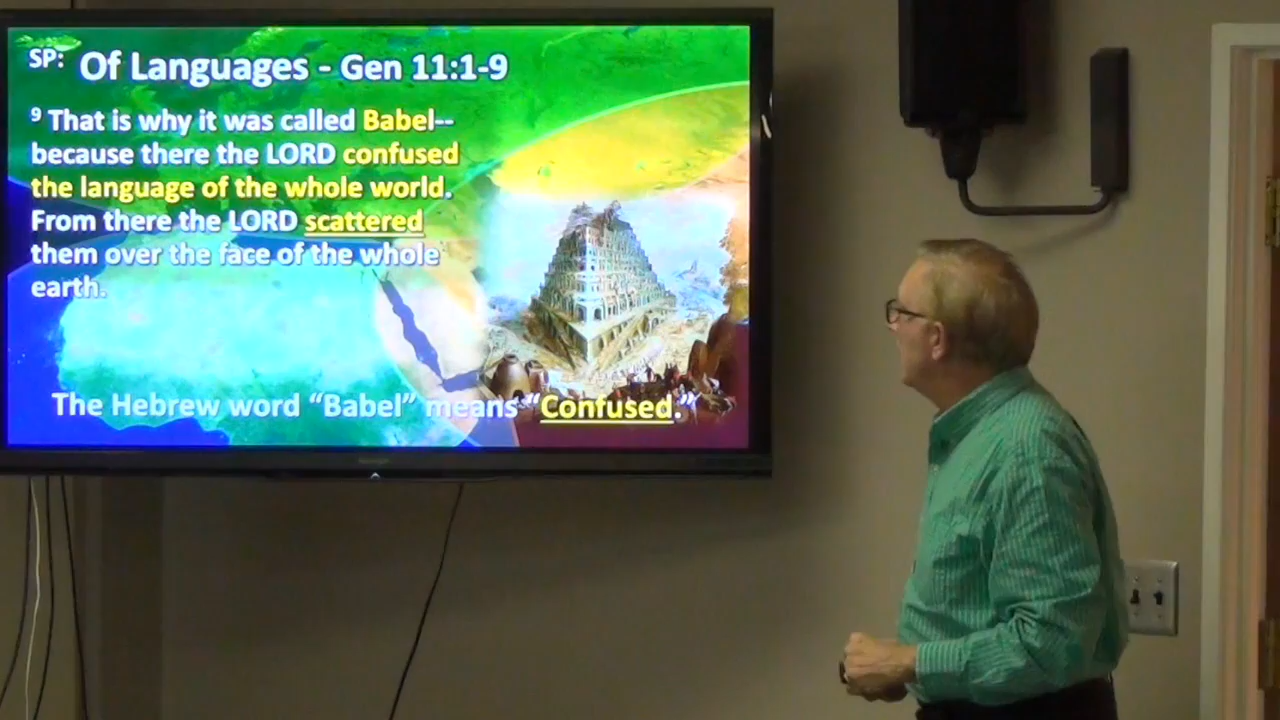 SP: Of Languages - Gen 11:1-9
9 That is why it was called Babel--
because there the LORD confused
the language of the whole world.
From there the LORD scattered
them over the face of the whole
earth.
The Hebrew word “Babel” means “Confused.”